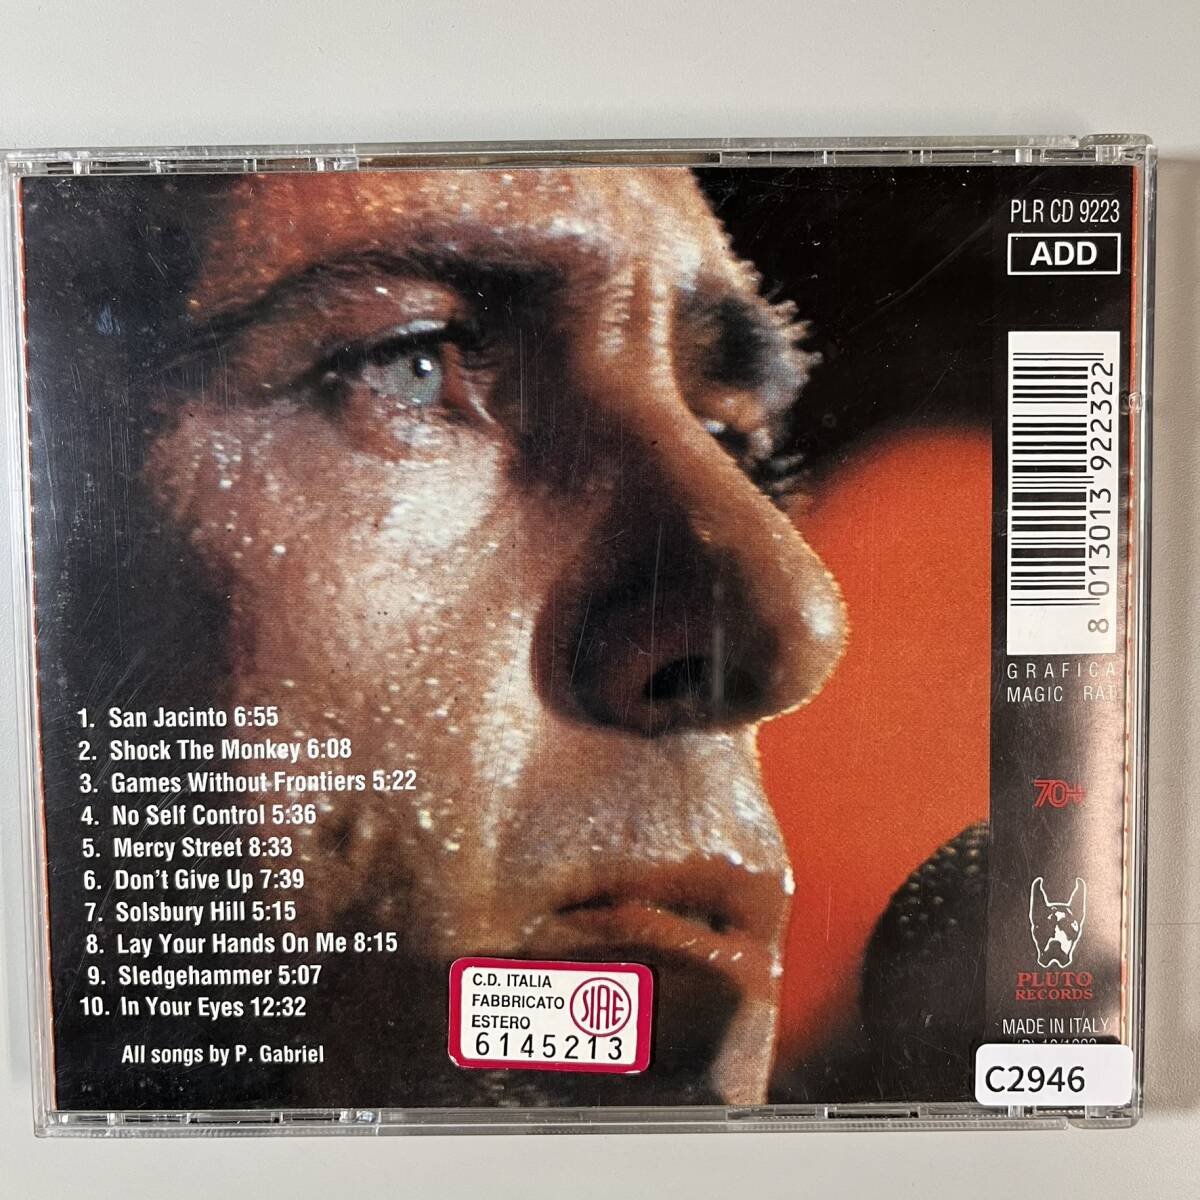 PLR CD 9223
ADD
8 013013 922322
GRAFICA
MAGIC RAT
70+
PLUTO
RECORDS
MADE IN ITALY
C2946
1. San Jacinto 6:55
2. Shock The Monkey 6:08
3. Games Without Frontiers 5:22
4. No Self Control 5:36
5. Mercy Street 8:33
6. Don't Give Up 7:39
7. Solsbury Hill 5:15
8. Lay Your Hands On Me 8:15
9. Sledgehammer 5:07
10. In Your Eyes 12:32
All songs by P. Gabriel
C.D. ITALIA
FABBRICATO
ESTERO
SIAE
6145213